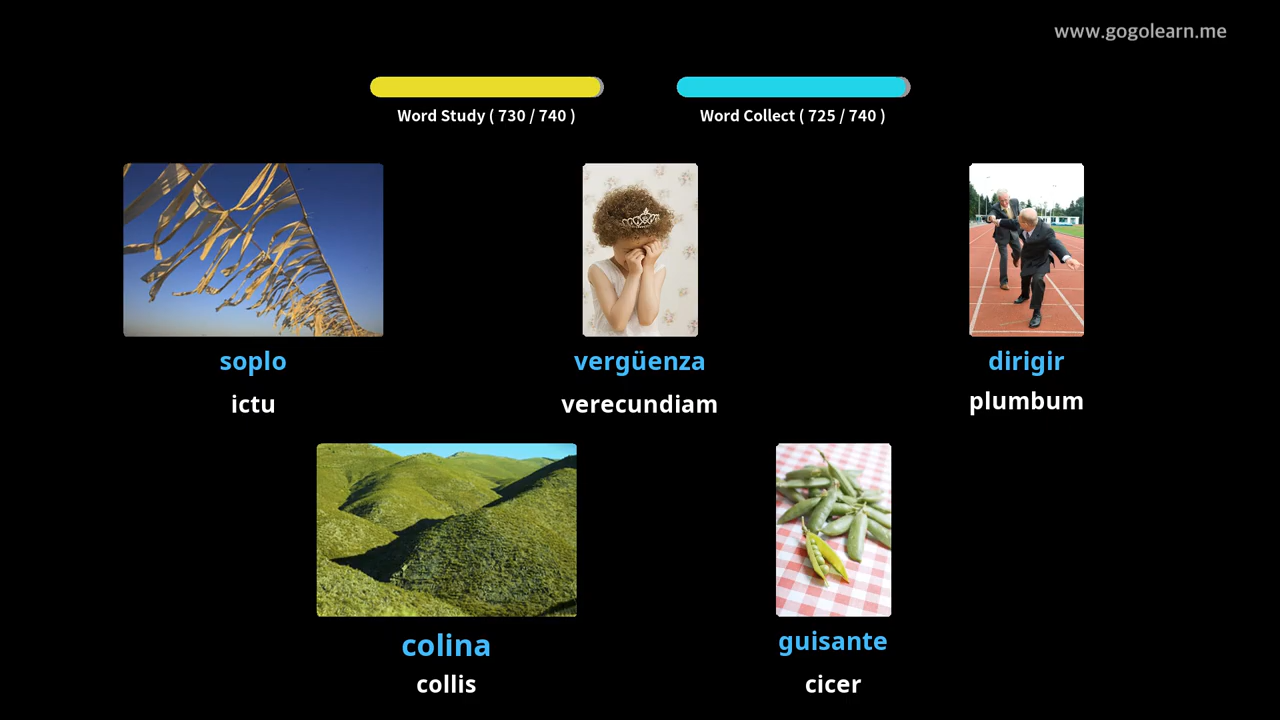 www.gogolearn.me
Word Study ( 730 / 740 )
Word Collect ( 725 / 740 )
soplo
vergüenza
dirigir
ictu
verecundiam
plumbum
colina
guisante
collis
cicer